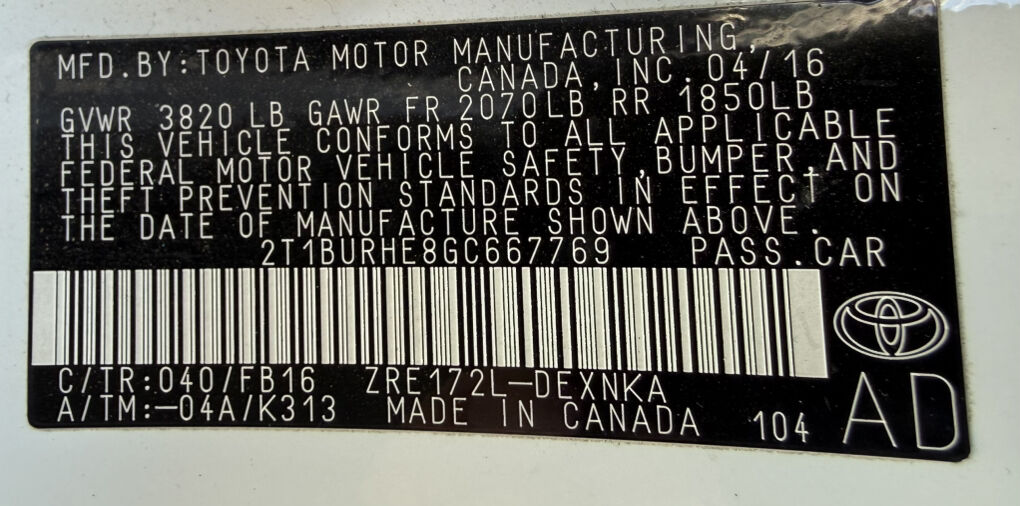 MFD.BY:TOYOTA MOTOR MANUFACTURING,
CANADA,INC.04/16
GVWR 3820 LB GAWR FR 2070LB RR 1850LB
THIS VEHICLE CONFORMS TO ALL APPLICABLE
FEDERAL MOTOR VEHICLE SAFETY,BUMPER,AND
THEFT PREVENTION STANDARDS IN EFFECT ON
THE DATE OF MANUFACTURE SHOWN ABOVE.
2T1BURHE8GC667769 PASS.CAR
C/TR:040/FB16 ZRE172L-DEXNKA
A/TM:-04A/K313 MADE IN CANADA 104
AD